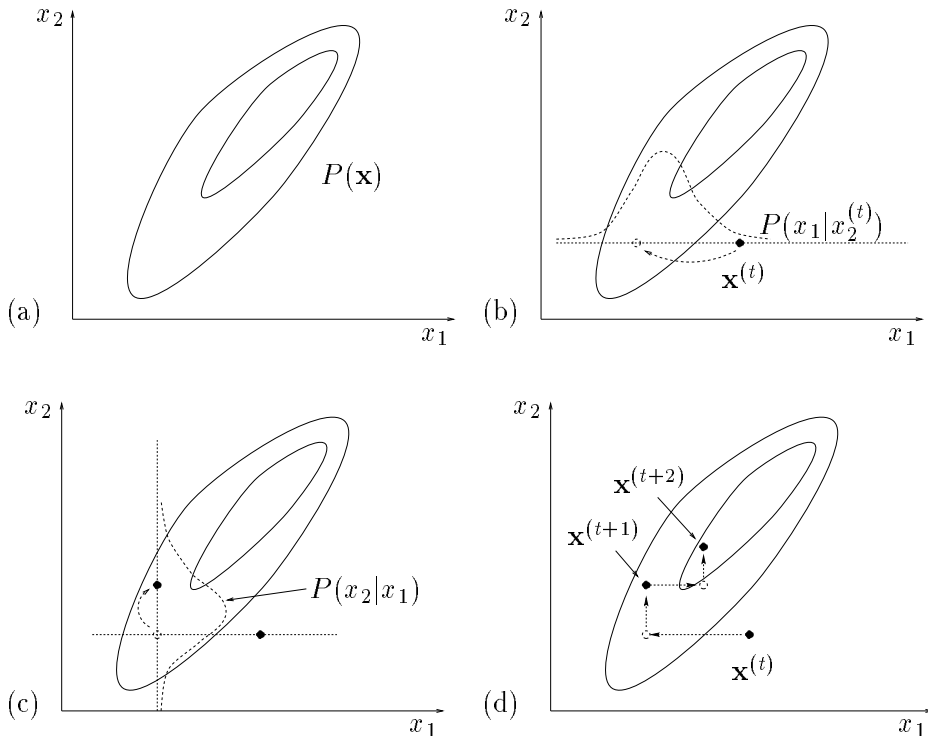 x₂
P(𝐱)
(a)
x₁
x₂
P(x₁|x₂⁽ᵗ⁾)
𝐱⁽ᵗ⁾
(b)
x₁
x₂
P(x₂|x₁)
(c)
x₁
x₂
𝐱⁽ᵗ⁺²⁾
𝐱⁽ᵗ⁺¹⁾
𝐱⁽ᵗ⁾
(d)
x₁